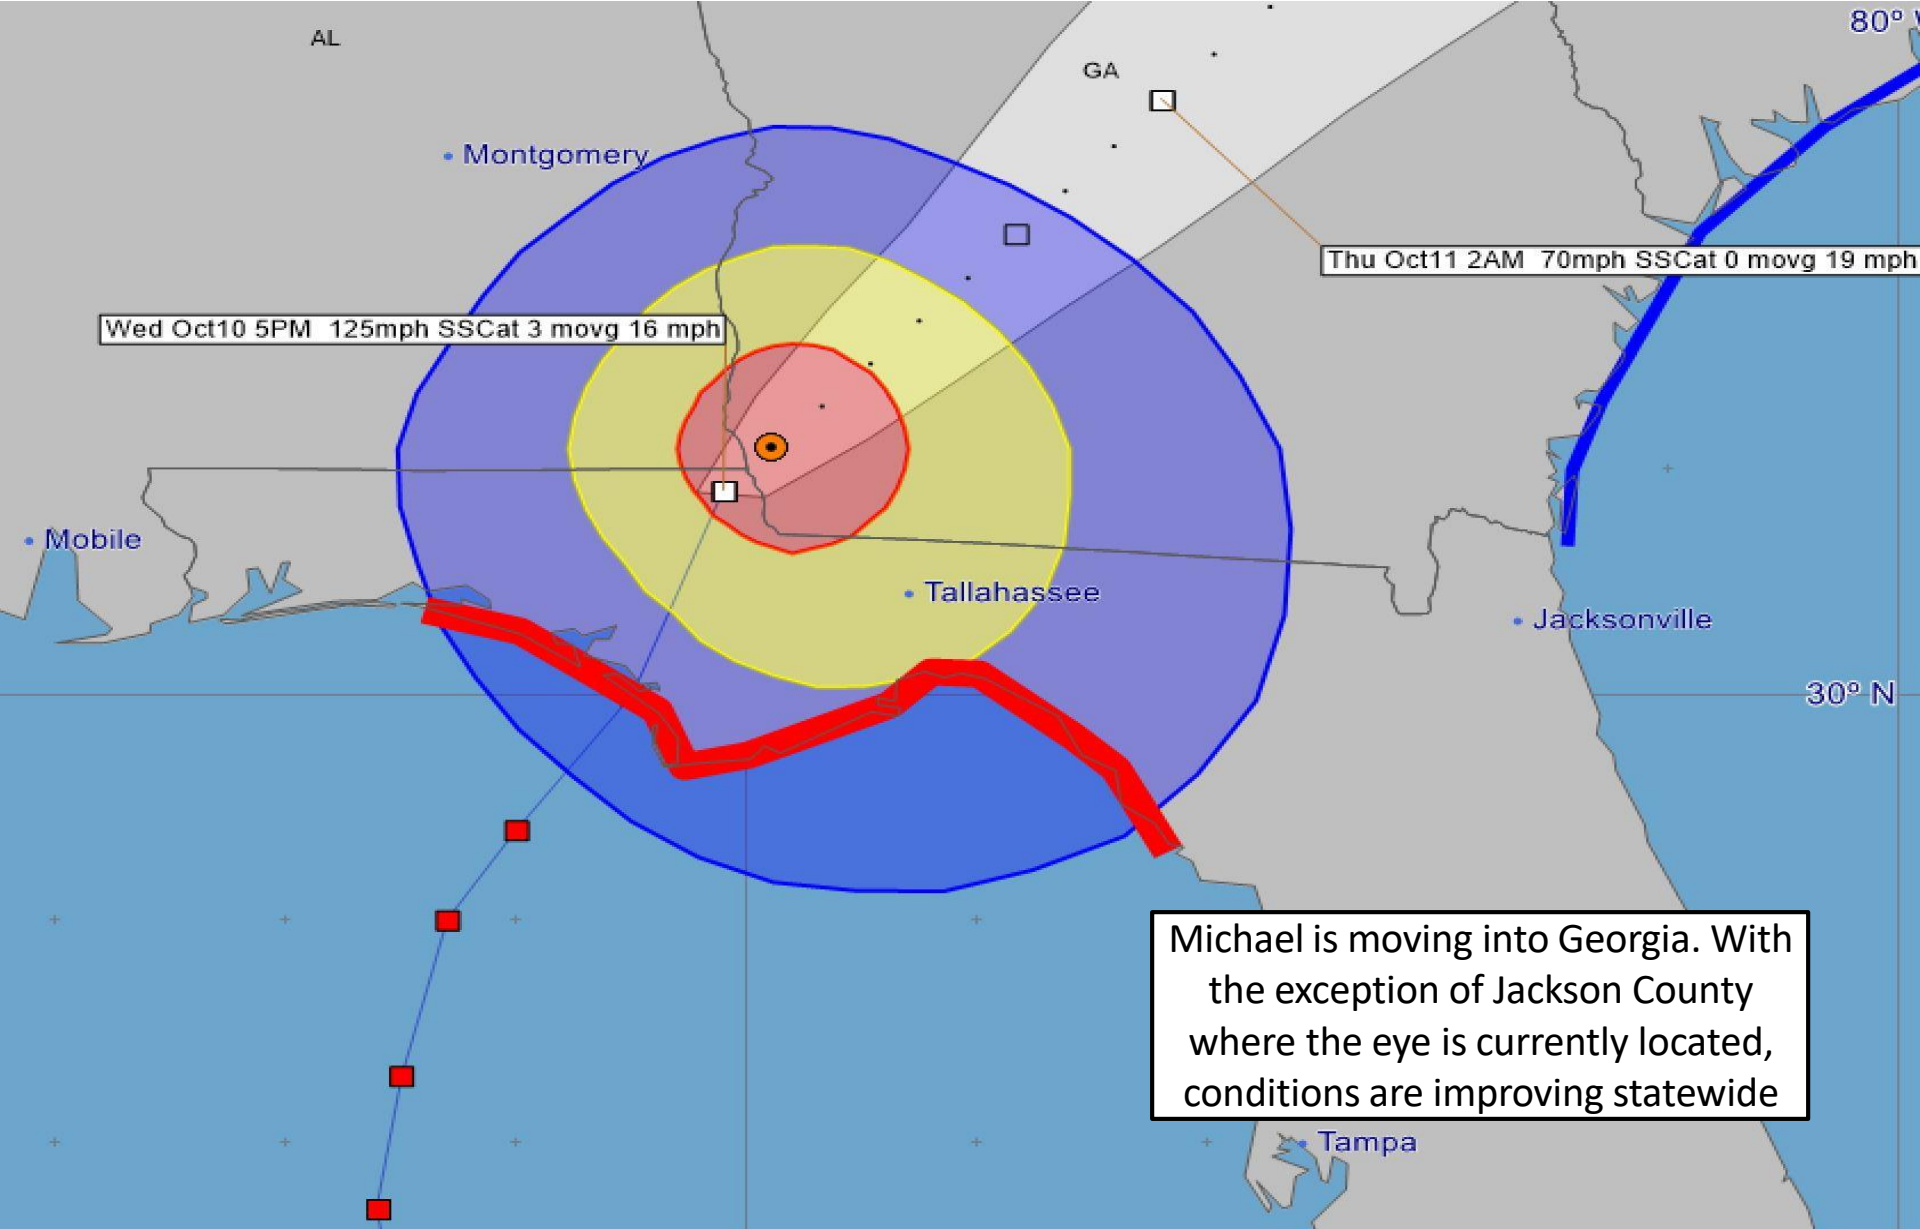 80° W
AL
GA
Montgomery
Thu Oct11 2AM  70mph SSCat 0 movg 19 mph
Wed Oct10 5PM  125mph SSCat 3 movg 16 mph
Mobile
Tallahassee
Jacksonville
30° N
Michael is moving into Georgia. With
the exception of Jackson County
where the eye is currently located,
conditions are improving statewide
Tampa